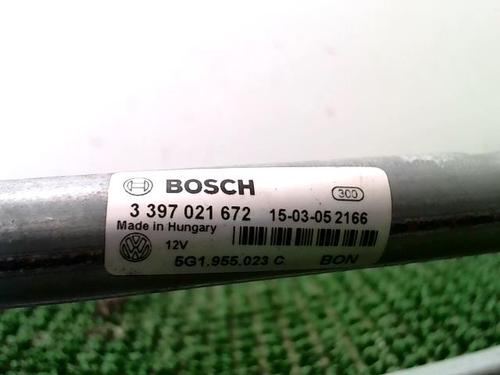 BOSCH 300
3 397 021 672 15-03-05 2166
Made in Hungary
12V
5G1.955.023 C BON